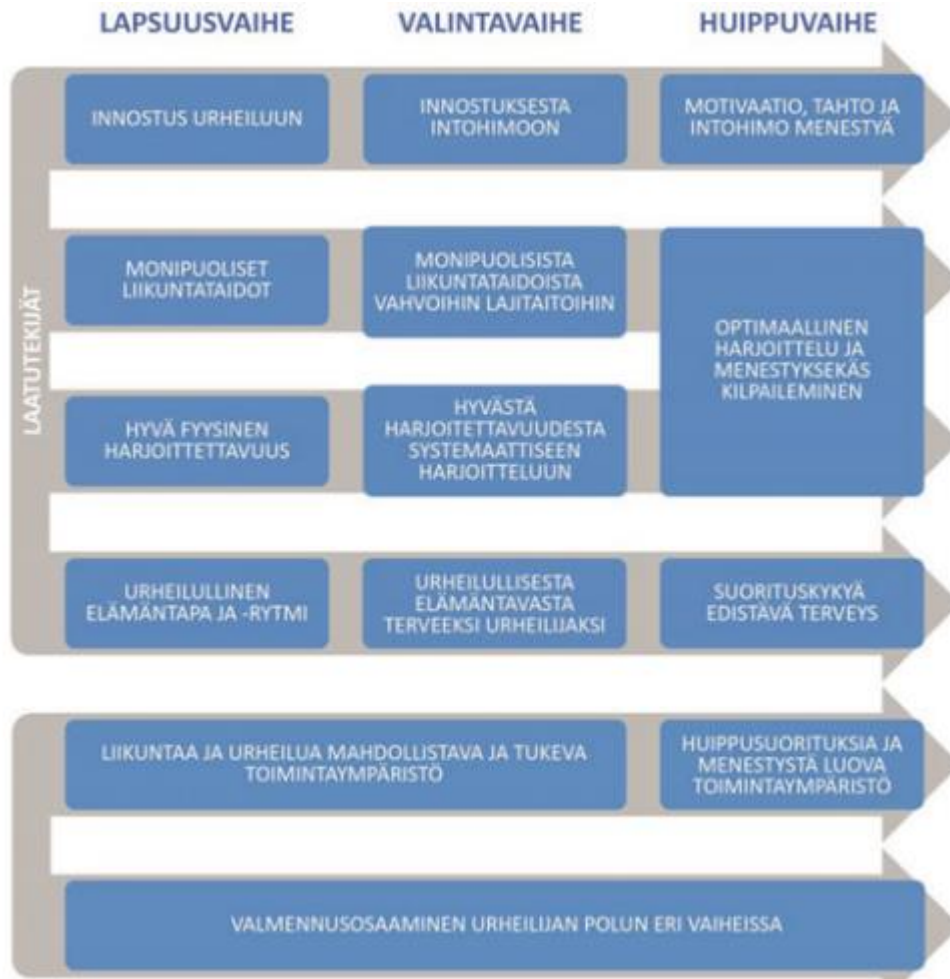 LAPSUUSVAIHE
VALINTAVAIHE
HUIPPUVAIHE
LAATUTEKIJÄT
INNOSTUS URHEILUUN
INNOSTUKSESTA
INTOHIMOON
MOTIVAATIO, TAHTO JA
INTOHIMO MENESTYÄ
MONIPUOLISET
LIIKUNTATAIDOT
MONIPUOLISISTA
LIIKUNTATAIDOISTA
VAHVOIHIN LAJITAITOIHIN
OPTIMAALLINEN
HARJOITTELU JA
MENESTYKSEKÄS
KILPAILEMINEN
HYVÄ FYYSINEN
HARJOITTETTAVUUS
HYVÄSTÄ
HARJOITETTAVUUDESTA
SYSTEMAATTISEEN
HARJOITTELUUN
URHEILULLINEN
ELÄMÄNTAPA JA -RYTMI
URHEILULLISESTA
ELÄMÄNTAVASTA
TERVEEKSI URHEILIJAKSI
SUORITUSKYKYÄ
EDISTÄVÄ TERVEYS
LIIKUNTAA JA URHEILUA MAHDOLLISTAVA JA TUKEVA
TOIMINTAYMPÄRISTÖ
HUIPPUSUORITUKSIA JA
MENESTYSTÄ LUOVA
TOIMINTAYMPÄRISTÖ
VALMENNUSOSAAMINEN URHEILIJAN POLUN ERI VAIHEISSA